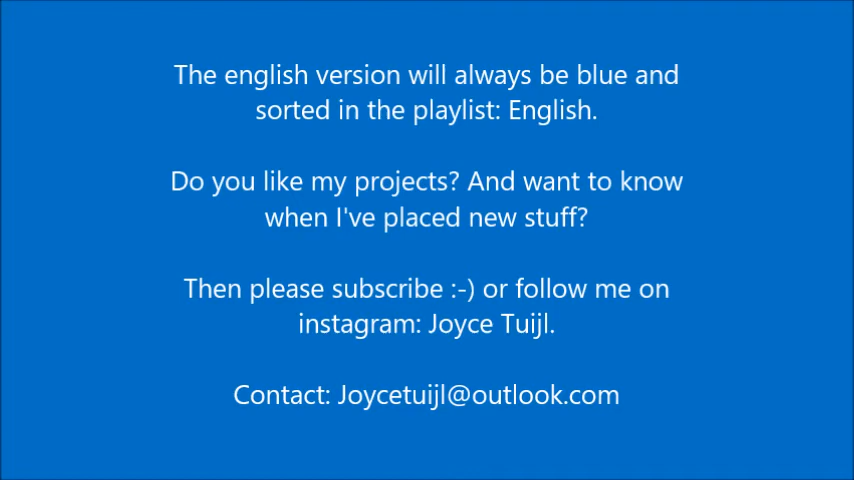 The english version will always be blue and
sorted in the playlist: English.
Do you like my projects? And want to know
when I've placed new stuff?
Then please subscribe :-) or follow me on
instagram: Joyce Tuijl.
Contact: Joycetuijl@outlook.com